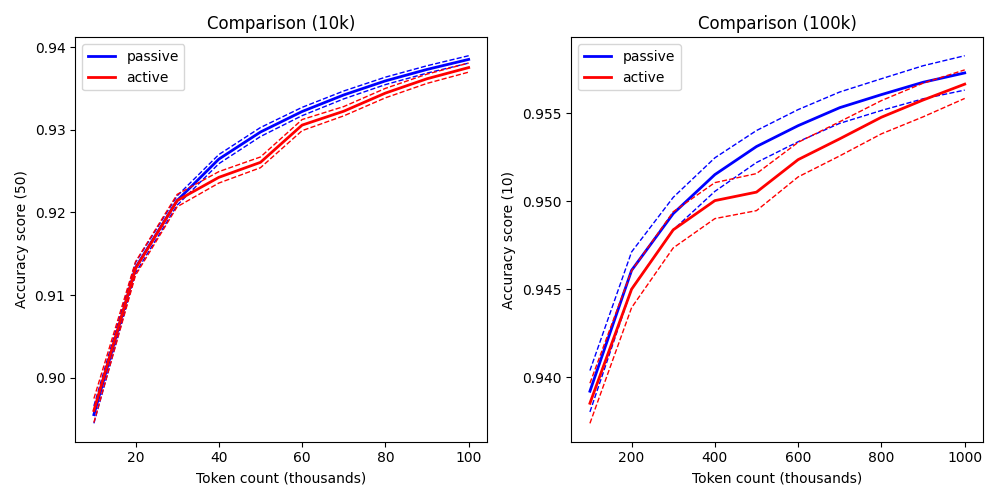 Comparison (10k)
passive
active
0.94
0.93
0.92
0.91
0.90
Accuracy score (50)
20
40
60
80
100
Token count (thousands)
Comparison (100k)
passive
active
0.955
0.950
0.945
0.940
Accuracy score (10)
200
400
600
800
1000
Token count (thousands)